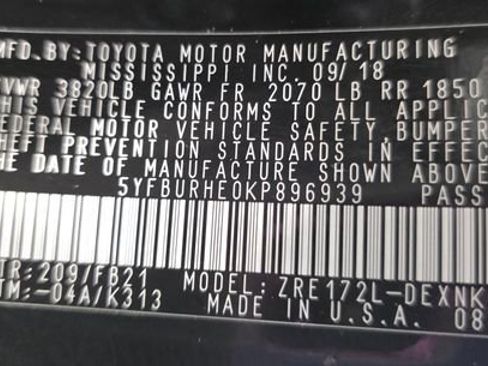 MFD.BY:TOYOTA MOTOR MANUFACTURING
MISSISSIPPI INC. 09/18
GVWR 3820LB GAWR FR 2070 LB RR 1850
THIS VEHICLE CONFORMS TO ALL APPLIC
FEDERAL MOTOR VEHICLE SAFETY, BUMPER
THEFT PREVENTION STANDARDS IN EFFEC
THE DATE OF MANUFACTURE SHOWN ABOVE
5YFBURHE0KP896939 PASS
TR:209/FB21 MODEL: ZRE172L-DEXNK
TM:-04A/K313 MADE IN U.S.A. 08